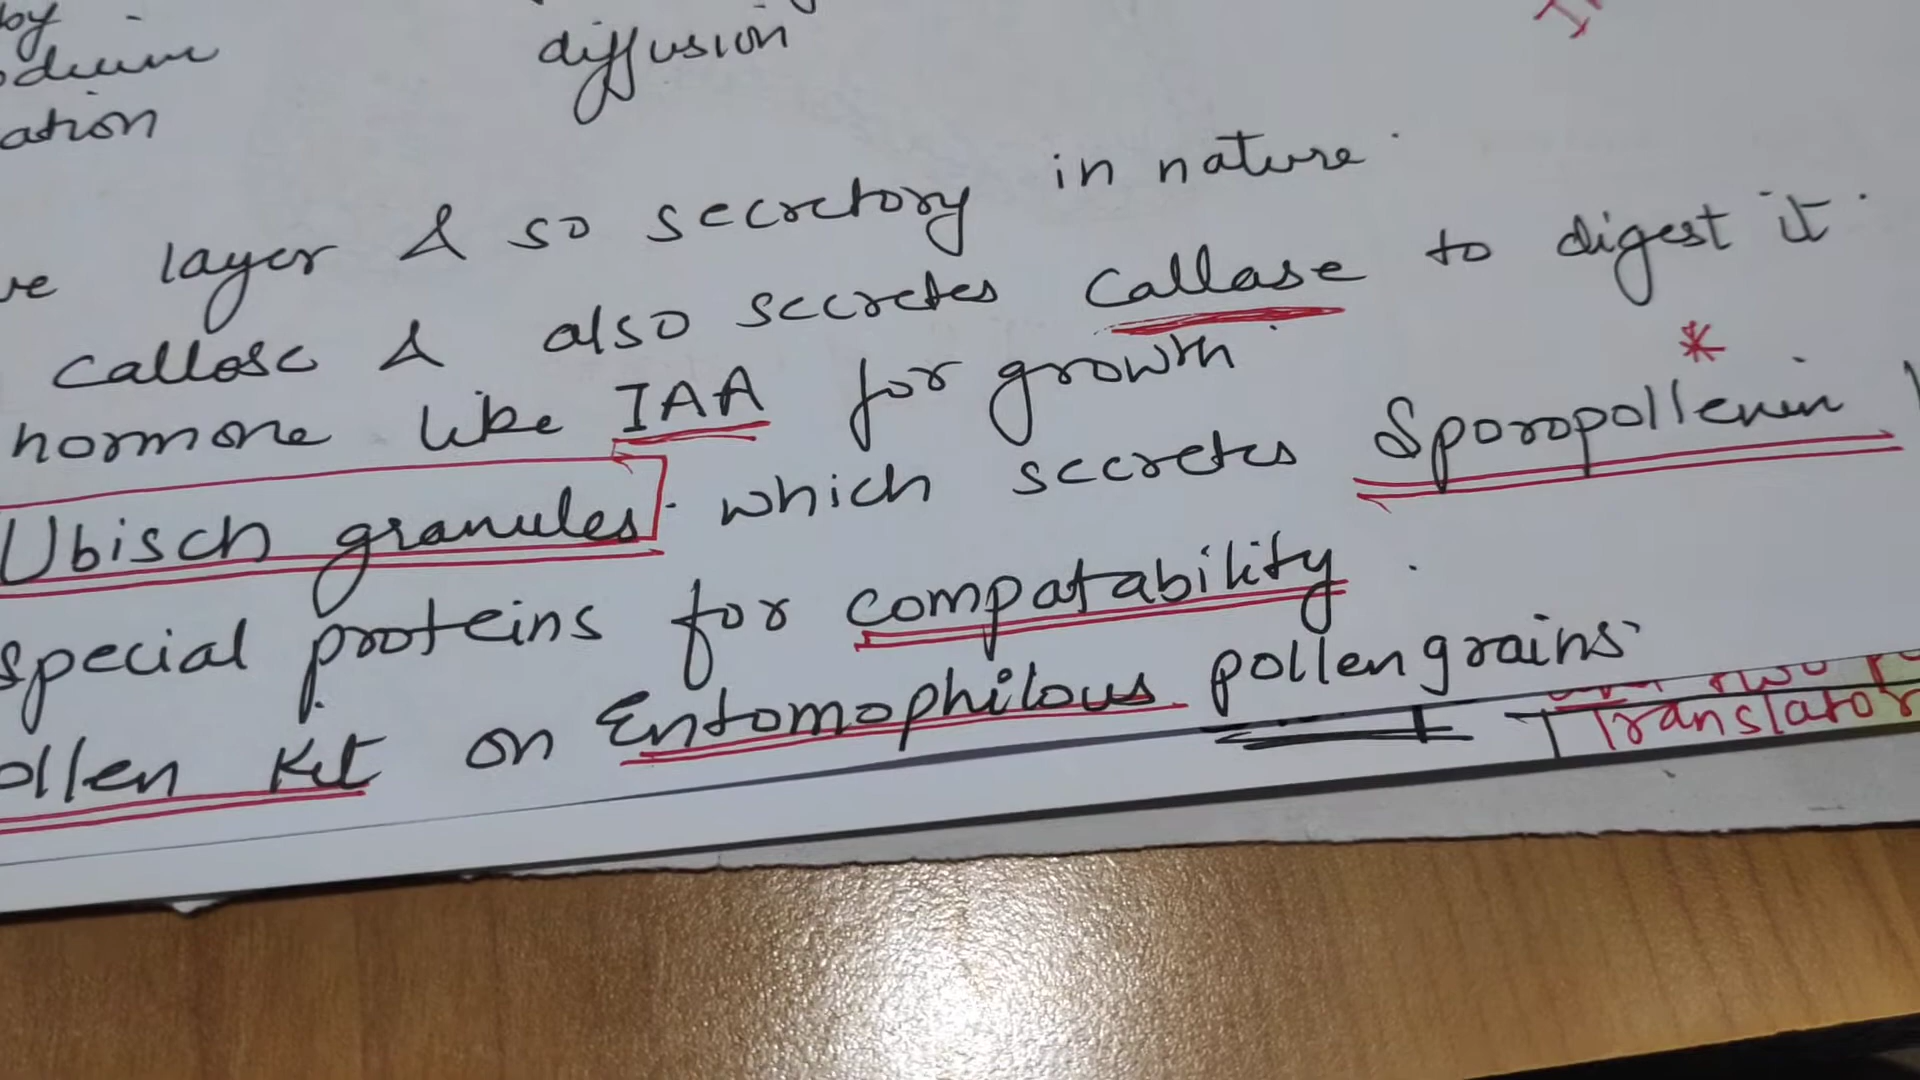 by
diffusion
ation
layer & so secretory in nature.
callose & also secretes callase to digest it.
hormone like IAA for growth.
Ubisch granules. which secretes Sporopollenin
special proteins for compatability.
ollen Kit on Entomophilous pollengrains.
Translator